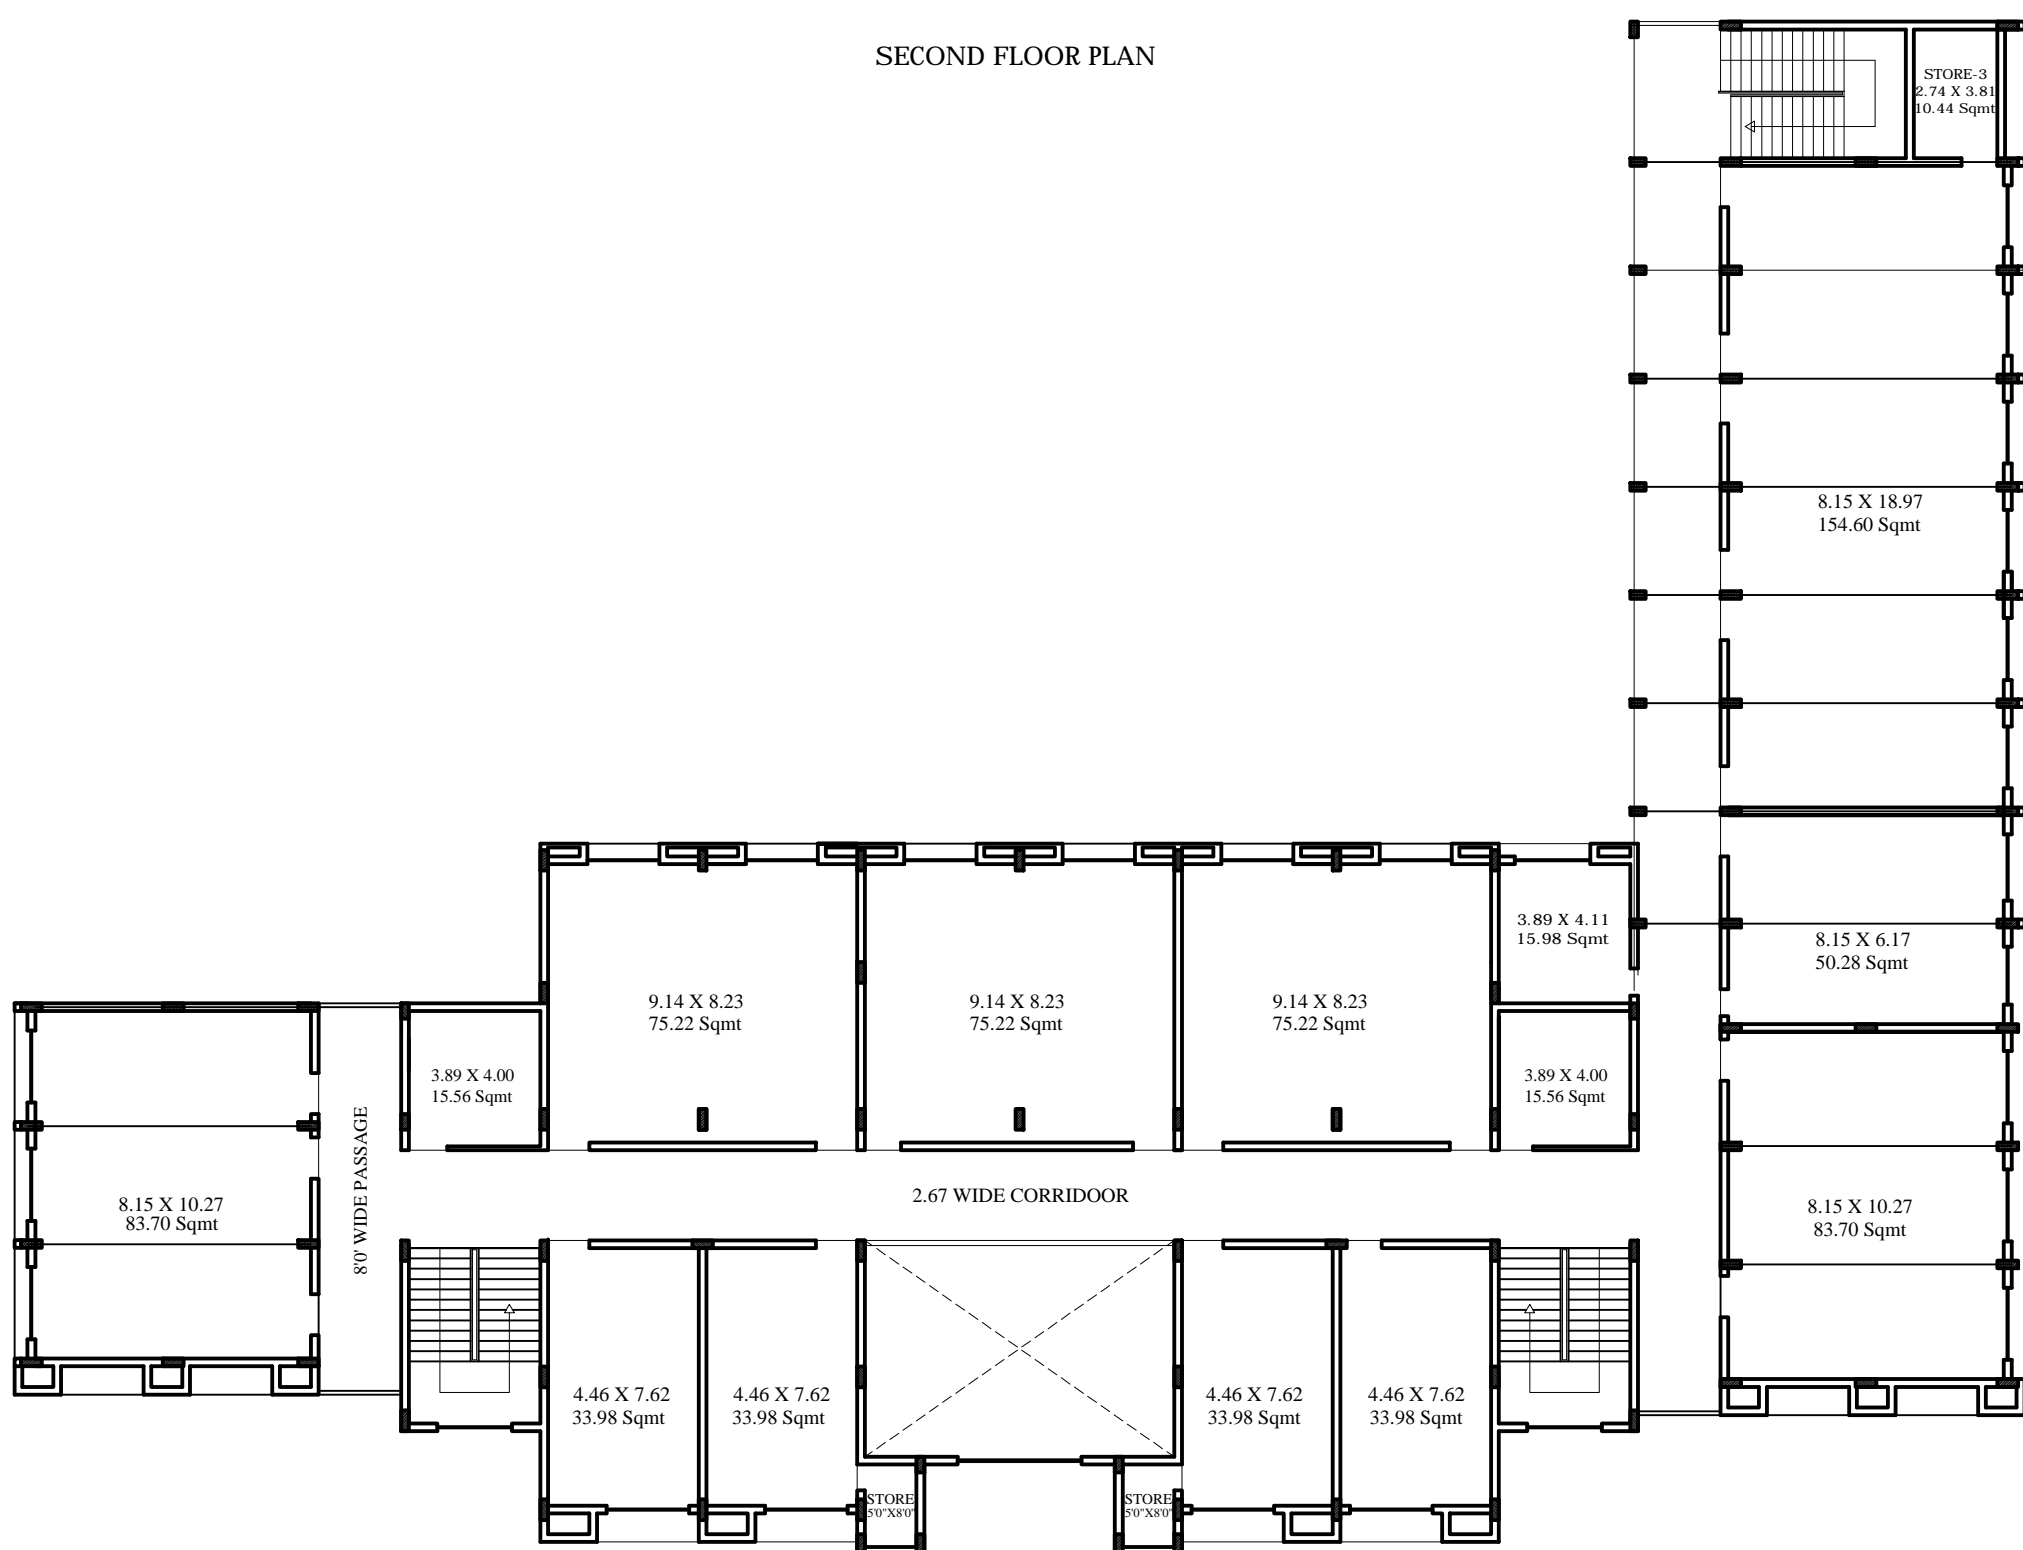 SECOND FLOOR PLAN
STORE-3
2.74 X 3.81
10.44 Sqmt
8.15 X 18.97
154.60 Sqmt
3.89 X 4.11
15.98 Sqmt
8.15 X 6.17
50.28 Sqmt
9.14 X 8.23
75.22 Sqmt
9.14 X 8.23
75.22 Sqmt
9.14 X 8.23
75.22 Sqmt
3.89 X 4.00
15.56 Sqmt
3.89 X 4.00
15.56 Sqmt
8'0' WIDE PASSAGE
2.67 WIDE CORRIDOOR
8.15 X 10.27
83.70 Sqmt
8.15 X 10.27
83.70 Sqmt
4.46 X 7.62
33.98 Sqmt
4.46 X 7.62
33.98 Sqmt
4.46 X 7.62
33.98 Sqmt
4.46 X 7.62
33.98 Sqmt
STORE
5'0"X8'0"
STORE
5'0"X8'0"